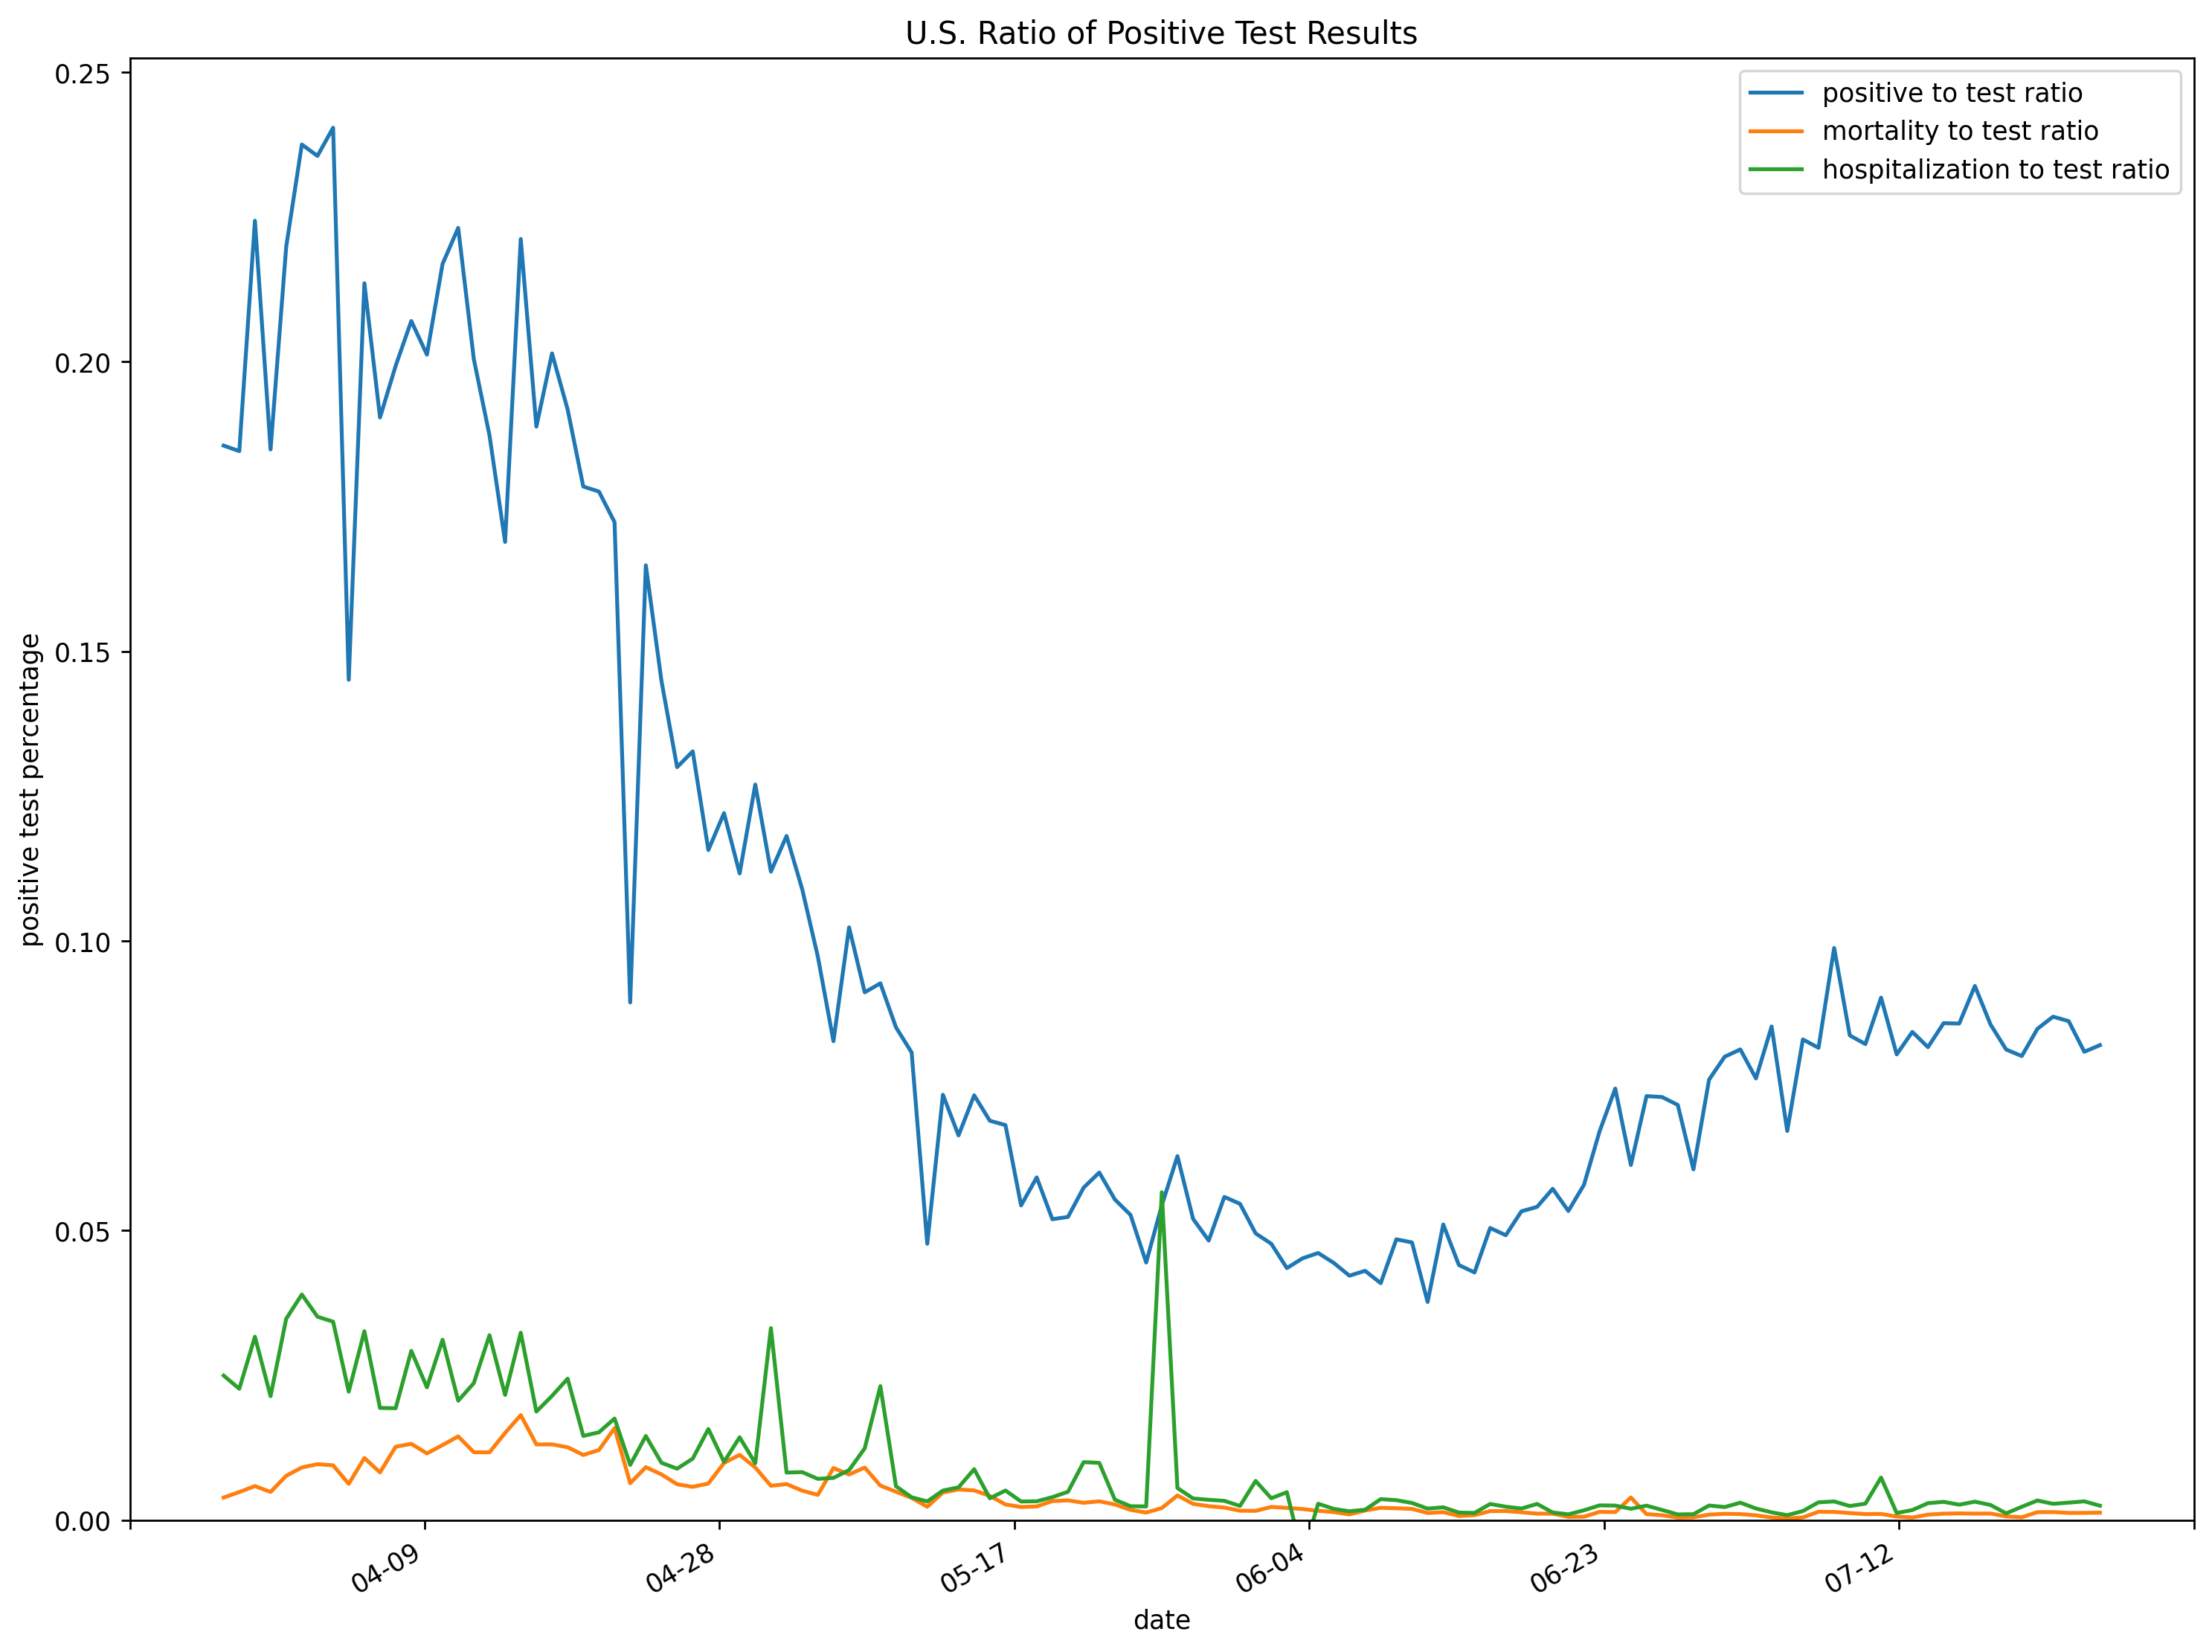 U.S. Ratio of Positive Test Results
positive to test ratio
mortality to test ratio
hospitalization to test ratio
positive test percentage
0.25
0.20
0.15
0.10
0.05
0.00
04-09
04-28
05-17
06-04
06-23
07-12
date